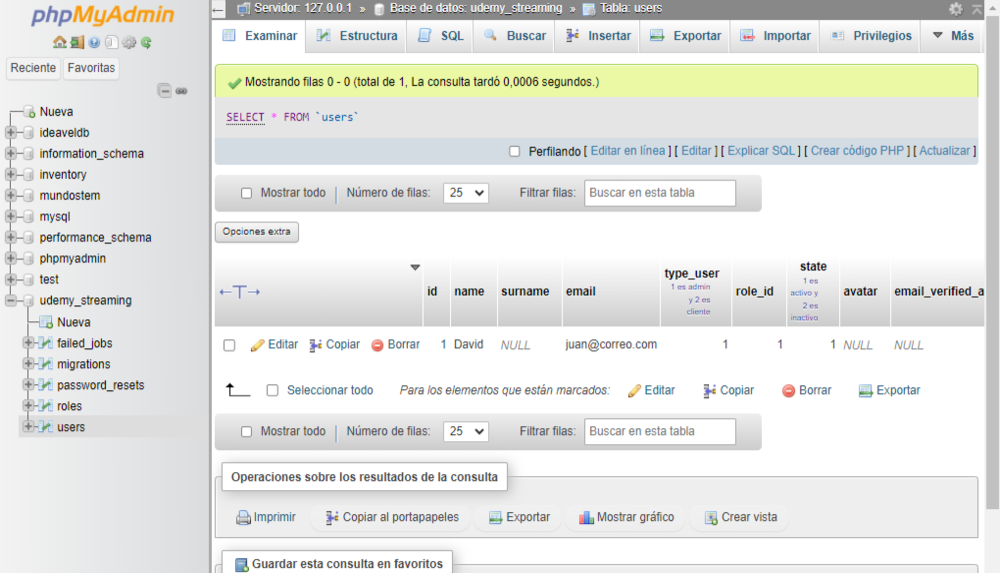 phpMyAdmin
Reciente Favoritas
Nueva
ideaveldb
information_schema
inventory
mundostem
mysql
performance_schema
phpmyadmin
test
udemy_streaming
Nueva
failed_jobs
migrations
password_resets
roles
users
Servidor: 127.0.0.1 » Base de datos: udemy_streaming » Tabla: users
Examinar Estructura SQL Buscar Insertar Exportar Importar Privilegios Más
Mostrando filas 0 - 0 (total de 1, La consulta tardó 0,0006 segundos.)
SELECT * FROM `users`
Perfilando [ Editar en línea ] [ Editar ] [ Explicar SQL ] [ Crear código PHP ] [ Actualizar ]
Mostrar todo Número de filas: 25 Filtrar filas: Buscar en esta tabla
Opciones extra
id name surname email type_user role_id state avatar email_verified_a
1 es admin y 2 es cliente
1 es activo y 2 es inactivo
Editar Copiar Borrar 1 David NULL juan@correo.com 1 1 1 NULL NULL
Seleccionar todo Para los elementos que están marcados: Editar Copiar Borrar Exportar
Mostrar todo Número de filas: 25 Filtrar filas: Buscar en esta tabla
Operaciones sobre los resultados de la consulta
Imprimir Copiar al portapapeles Exportar Mostrar gráfico Crear vista
Guardar esta consulta en favoritos